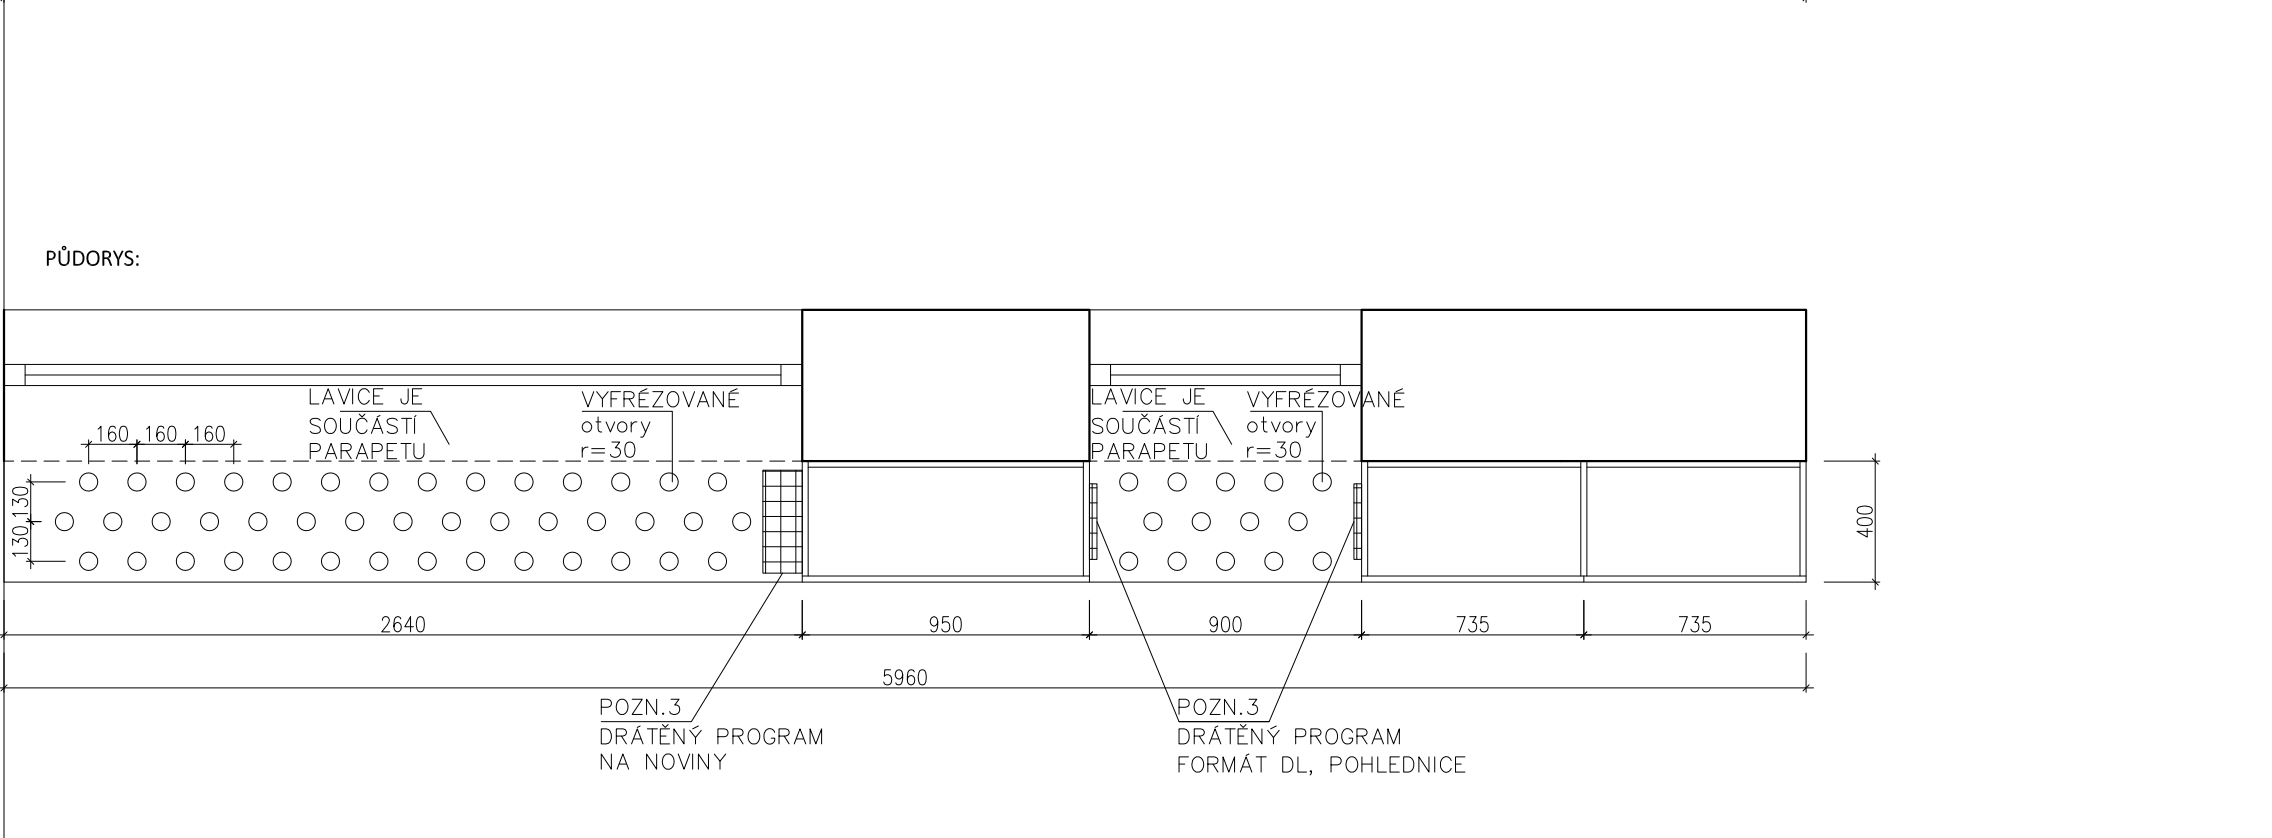 PŮDORYS:
LAVICE JE
SOUČÁSTÍ
PARAPETU
VYFRÉZOVANÉ
otvory
r=30
LAVICE JE
SOUČÁSTÍ
PARAPETU
VYFRÉZOVANÉ
otvory
r=30
160 160 160
130
130
400
2640 950 900 735 735
5960
POZN.3
DRÁTĚNÝ PROGRAM
NA NOVINY
POZN.3
DRÁTĚNÝ PROGRAM
FORMÁT DL, POHLEDNICE